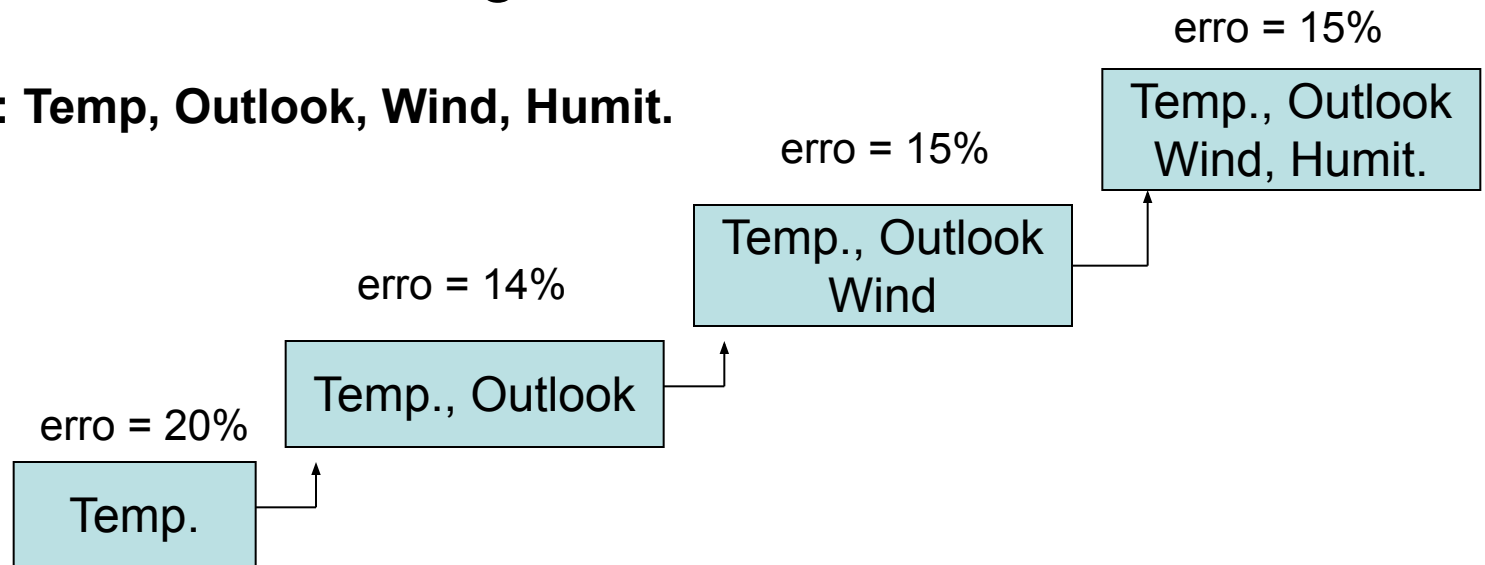 : Temp, Outlook, Wind, Humit.
erro = 20%
Temp.
erro = 14%
Temp., Outlook
erro = 15%
Temp., Outlook
Wind
erro = 15%
Temp., Outlook
Wind, Humit.